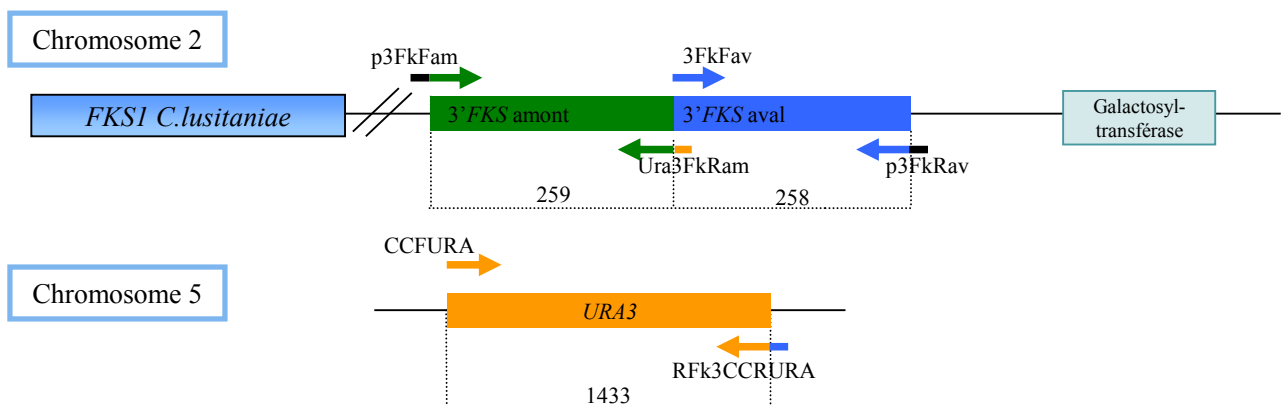 Chromosome 2
p3FkFam
3FkFav
FKS1 C.lusitaniae
3'FKS amont
3'FKS aval
Galactosyl-
transférase
Ura3FkRam
p3FkRav
259
258
CCFURA
Chromosome 5
URA3
RFk3CCRURA
1433